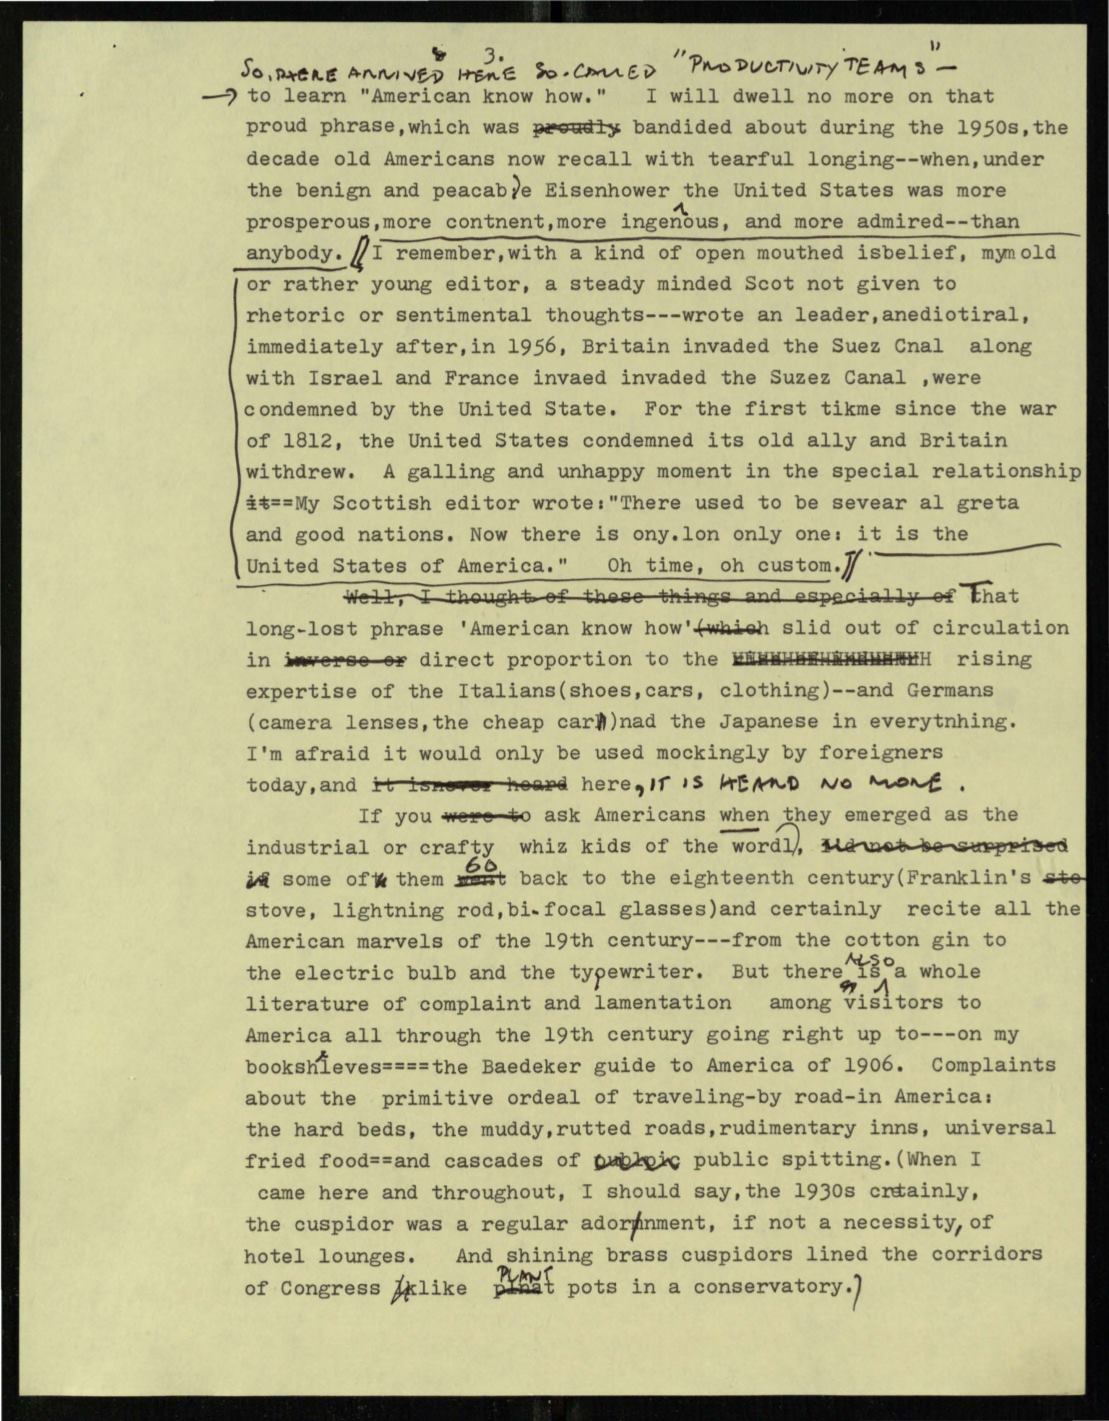 3.
SO, THERE ARRIVED HERE SO-CALLED "PRODUCTIVITY TEAMS" —
to learn "American know how."   I will dwell no more on that
proud phrase,which was proudly bandided about during the 1950s,the
decade old Americans now recall with tearful longing--when,under
the benign and peacable Eisenhower the United States was more
prosperous,more contnent,more ingenous, and more admired--than
anybody. // I remember,with a kind of open mouthed isbelief, mym old
or rather young editor, a steady minded Scot not given to
rhetoric or sentimental thoughts---wrote an leader,anediotiral,
immediately after,in 1956, Britain invaded the Suez Cnal  along
with Israel and France invaed invaded the Suzez Canal ,were
condemned by the United State.  For the first tikme since the war
of 1812, the United States condemned its old ally and Britain
withdrew.  A galling and unhappy moment in the special relationship
it==My Scottish editor wrote:"There used to be sevear al greta
and good nations. Now there is ony.lon only one: it is the
United States of America."   Oh time, oh custom.//
Well, I thought of these things and especially of That
long-lost phrase 'American know how'(which slid out of circulation
in inverse or direct proportion to the HHHHHHHHHHHHHHHH  rising
expertise of the Italians(shoes,cars, clothing)--and Germans
(camera lenses,the cheap car)nad the Japanese in everytnhing.
I'm afraid it would only be used mockingly by foreigners
today,and it isnever heard here, IT IS HEARD NO MORE.
If you were to ask Americans when they emerged as the
industrial or crafty  whiz kids of the wordl, I'd not be surprised
if some of them went GO back to the eighteenth century(Franklin's sto
stove, lightning rod,bi-focal glasses)and certainly  recite all the
American marvels of the 19th century---from the cotton gin to
the electric bulb and the typewriter.  But there is ALSO a whole
literature of complaint and lamentation   among visitors to
America all through the 19th century going right up to---on my
bookshleves====the Baedeker guide to America of 1906.  Complaints
about the  primitive ordeal of traveling-by road-in America:
the hard beds, the muddy,rutted roads,rudimentary inns, universal
fried food==and cascades of publpic public spitting.(When I
came here and throughout, I should say,the 1930s crtainly,
the cuspidor was a regular adornment, if not a necessity, of
hotel lounges.   And shining brass cuspidors lined the corridors
of Congress like  plnat PLANT pots in a conservatory.)